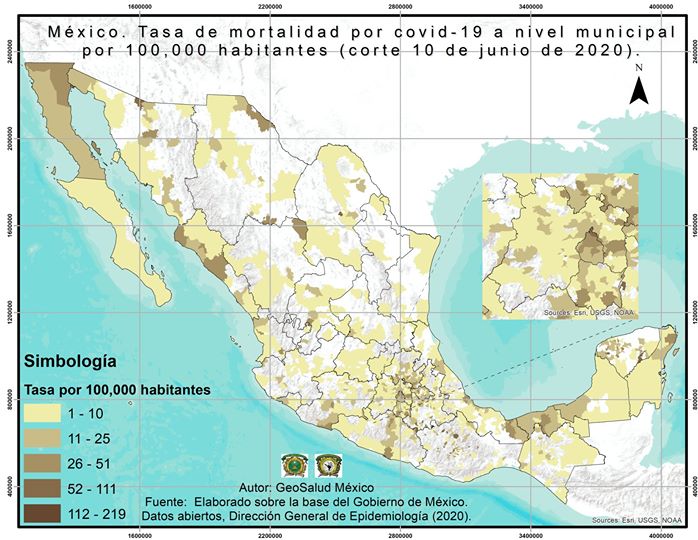 México. Tasa de mortalidad por covid-19 a nivel municipal
por 100,000 habitantes (corte 10 de junio de 2020).
2200000
2800000
3400000
4000000
2400000
2400000
2000000
2000000
1600000
1600000
1200000
1200000
800000
800000
400000
400000
N
Sources: Esri, USGS, NOAA
Simbología
Tasa por 100,000 habitantes
1 - 10
11 - 25
26 - 51
52 - 111
112 - 219
Autor: GeoSalud México
Fuente: Elaborado sobre la base del Gobierno de México.
Datos abiertos, Dirección General de Epidemiología (2020).
Sources: Esri, USGS, NOAA
1600000
2200000
2800000
3400000
4000000